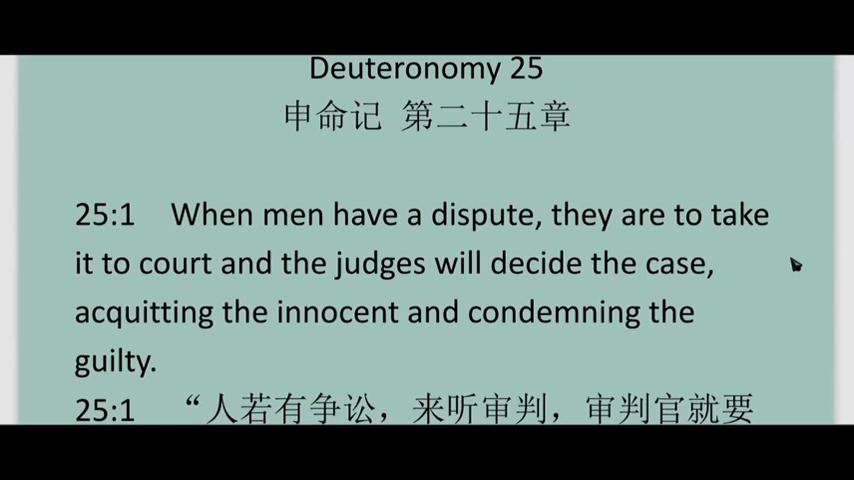 Deuteronomy 25
申命记 第二十五章
25:1 When men have a dispute, they are to take
it to court and the judges will decide the case,
acquitting the innocent and condemning the
guilty.
25:1 “人若有争讼，来听审判，审判官就要